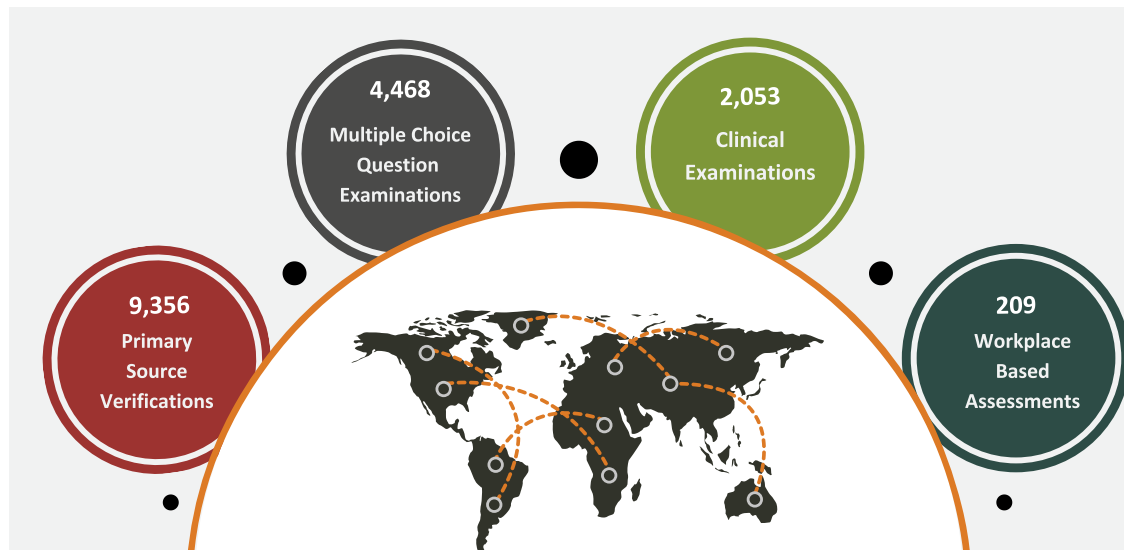 4,468
Multiple Choice
Question
Examinations
2,053
Clinical
Examinations
9,356
Primary
Source
Verifications
209
Workplace
Based
Assessments